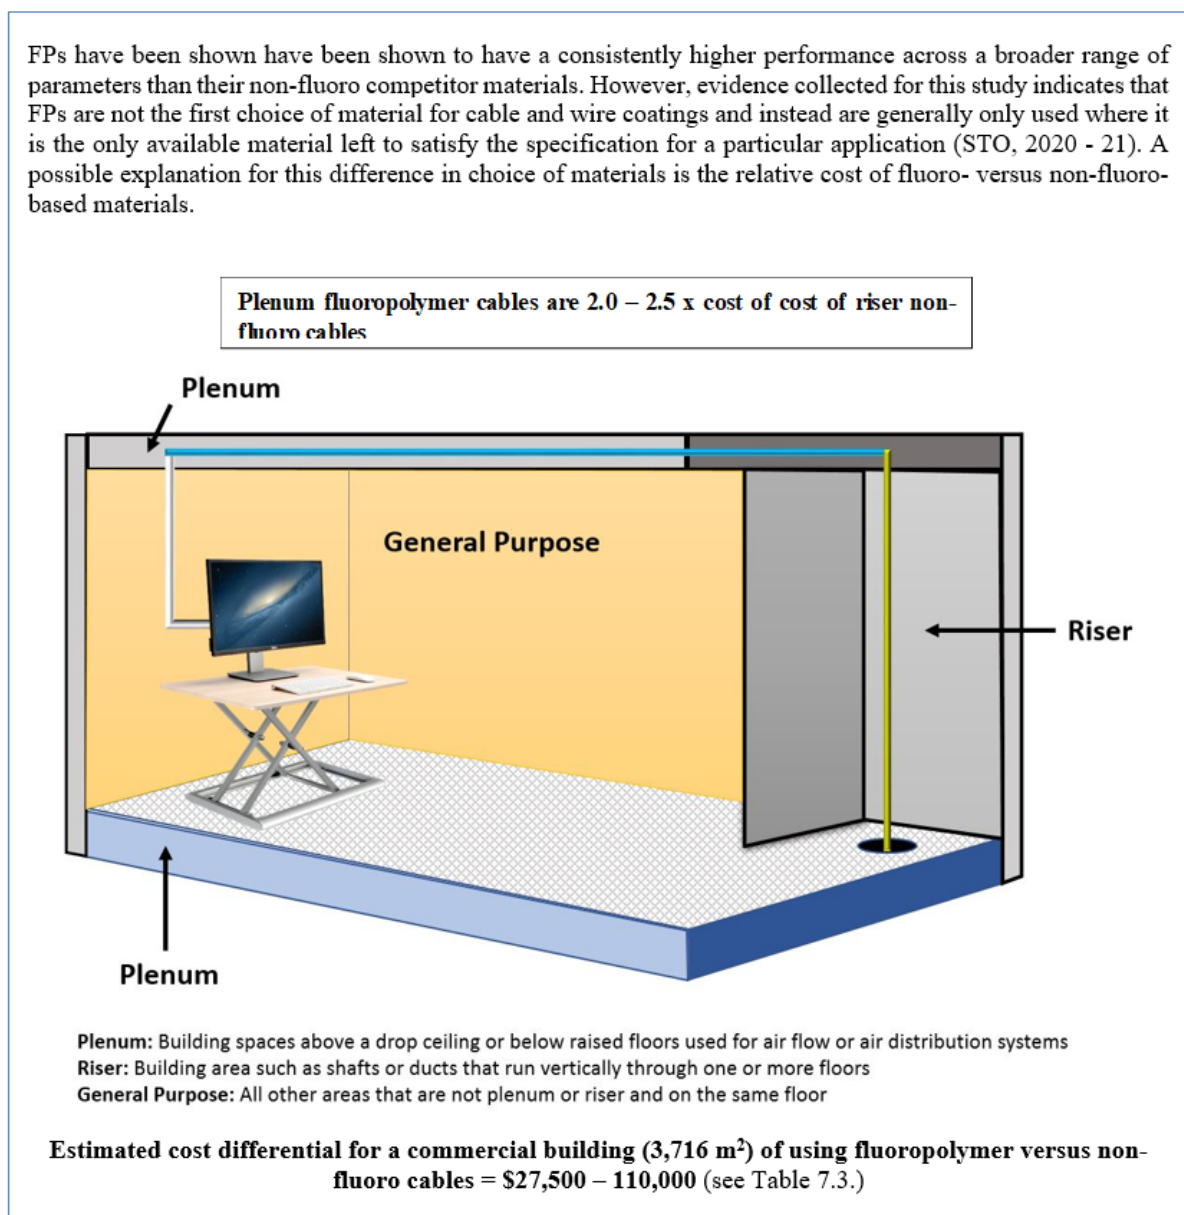 FPs have been shown have been shown to have a consistently higher performance across a broader range of
parameters than their non-fluoro competitor materials. However, evidence collected for this study indicates that
FPs are not the first choice of material for cable and wire coatings and instead are generally only used where it
is the only available material left to satisfy the specification for a particular application (STO, 2020 - 21). A
possible explanation for this difference in choice of materials is the relative cost of fluoro- versus non-fluoro-
based materials.
Plenum fluoropolymer cables are 2.0 – 2.5 x cost of cost of riser non-
fluoro cables
Plenum
General Purpose
Riser
Plenum
Plenum: Building spaces above a drop ceiling or below raised floors used for air flow or air distribution systems
Riser: Building area such as shafts or ducts that run vertically through one or more floors
General Purpose: All other areas that are not plenum or riser and on the same floor
Estimated cost differential for a commercial building (3,716 m²) of using fluoropolymer versus non-
fluoro cables = $27,500 – 110,000 (see Table 7.3.)